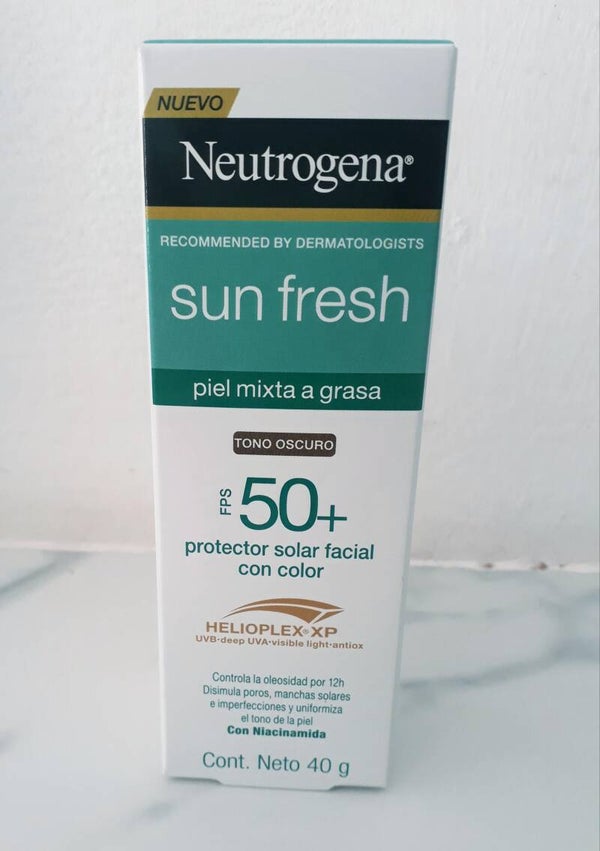 NUEVO
Neutrogena®
RECOMMENDED BY DERMATOLOGISTS
sun fresh
piel mixta a grasa
TONO OSCURO
FPS 50+
protector solar facial
con color
HELIOPLEX® XP
UVB•deep UVA•visible light•antiox
Controla la oleosidad por 12h
Disimula poros, manchas solares
e imperfecciones y uniformiza
el tono de la piel
Con Niacinamida
Cont. Neto 40 g